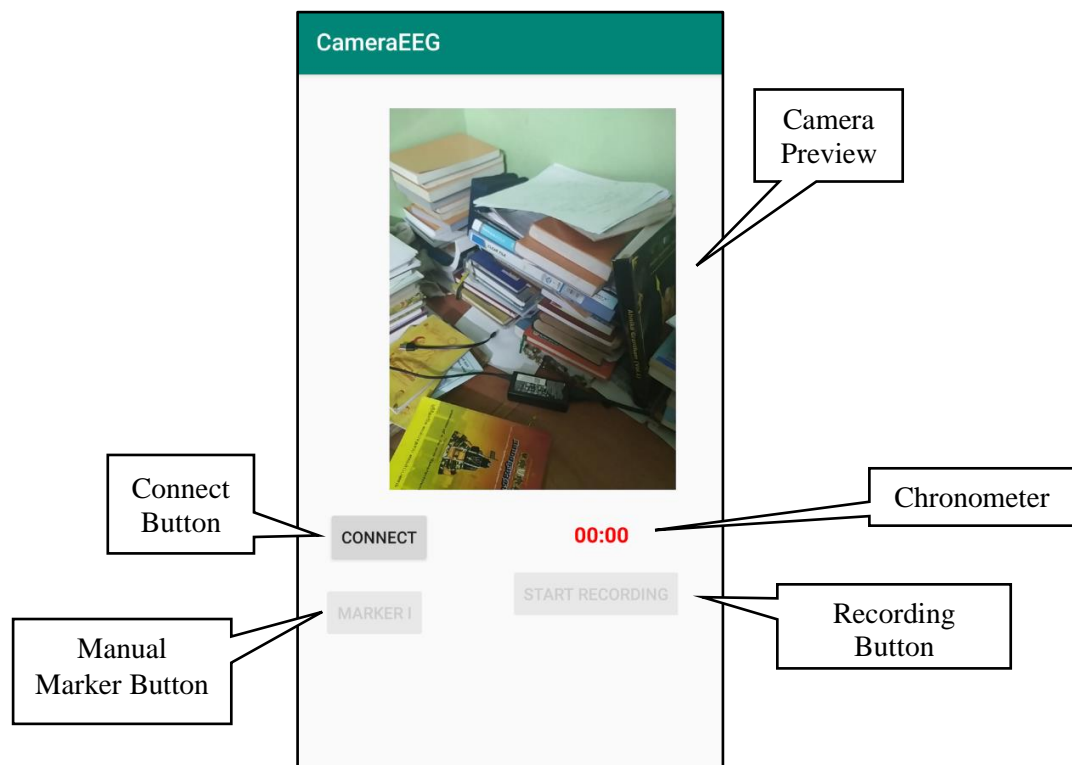 CameraEEG
Camera
Preview
Connect
Button
CONNECT
00:00
Chronometer
MARKER I
START RECORDING
Manual
Marker Button
Recording
Button